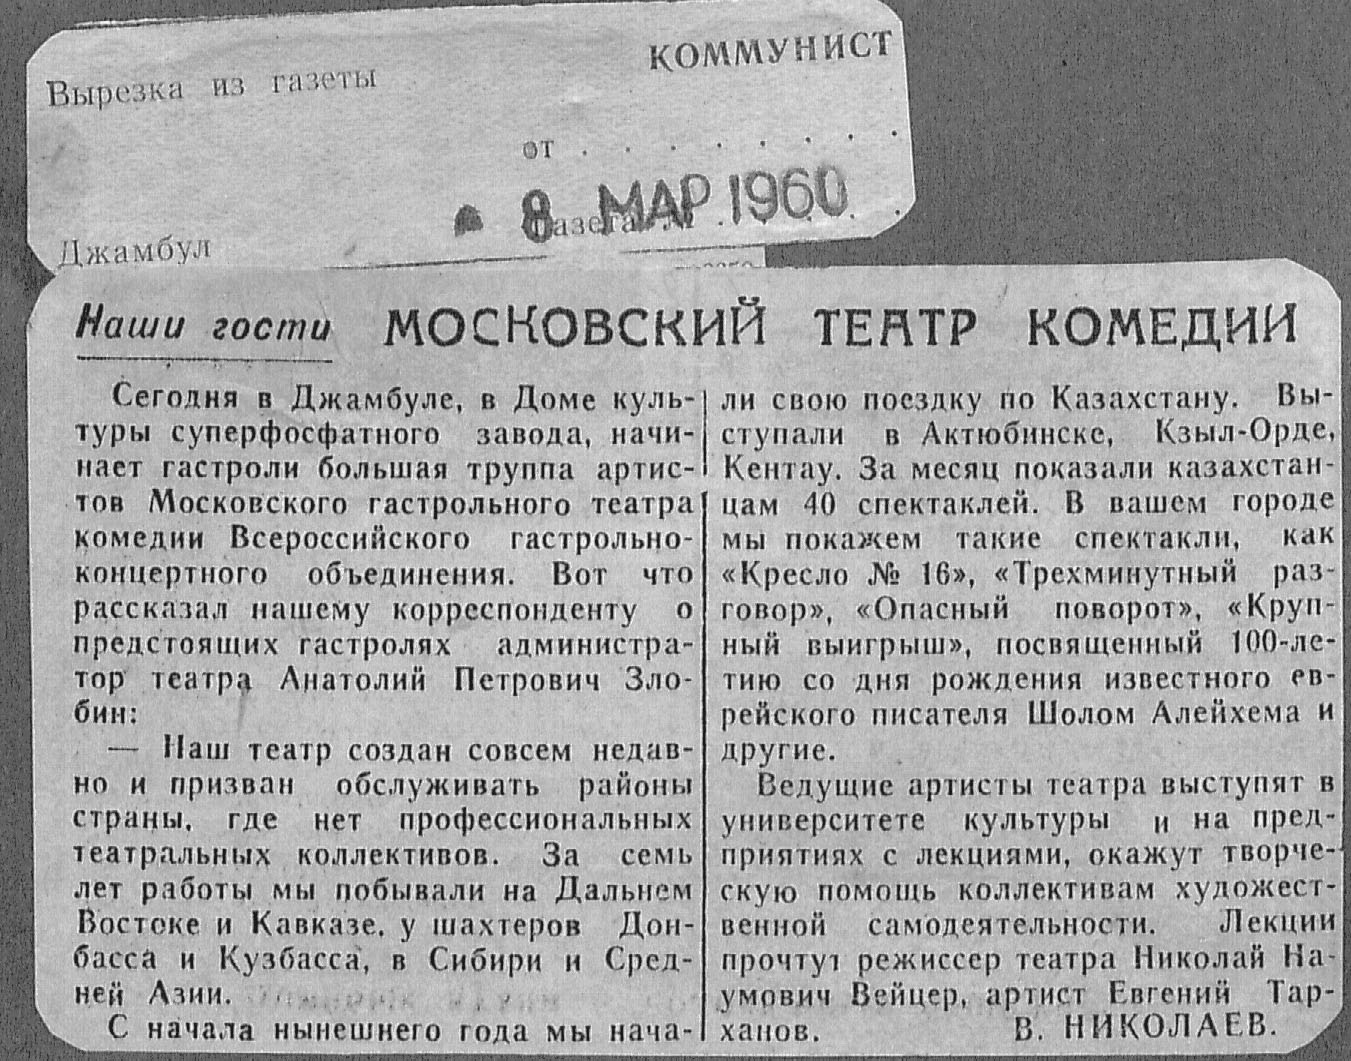 Вырезка из газеты
КОММУНИСТ
от . . . . . . .
8 МАР 1960
Газета № . . . .
Джамбул
Наши гости МОСКОВСКИЙ ТЕАТР КОМЕДИИ
Сегодня в Джамбуле, в Доме куль-
туры суперфосфатного завода, начи-
нает гастроли большая труппа артис-
тов Московского гастрольного театра
комедии Всероссийского гастрольно-
концертного объединения. Вот что
рассказал нашему корреспонденту о
предстоящих гастролях администра-
тор театра Анатолий Петрович Зло-
бин:
— Наш театр создан совсем недав-
но и призван обслуживать районы
страны, где нет профессиональных
театральных коллективов. За семь
лет работы мы побывали на Дальнем
Востоке и Кавказе, у шахтеров Дон-
басса и Кузбасса, в Сибири и Сред-
ней Азии.
С начала нынешнего года мы нача-
ли свою поездку по Казахстану. Вы-
ступали в Актюбинске, Кзыл-Орде,
Кентау. За месяц показали казахстан-
цам 40 спектаклей. В вашем городе
мы покажем такие спектакли, как
«Кресло № 16», «Трехминутный раз-
говор», «Опасный поворот», «Круп-
ный выигрыш», посвященный 100-ле-
тию со дня рождения известного ев-
рейского писателя Шолом Алейхема и
другие.
Ведущие артисты театра выступят в
университете культуры и на пред-
приятиях с лекциями, окажут творче-
скую помощь коллективам художест-
венной самодеятельности. Лекции
прочтут режиссер театра Николай На-
умович Вейцер, артист Евгений Тар-
ханов. В. НИКОЛАЕВ.